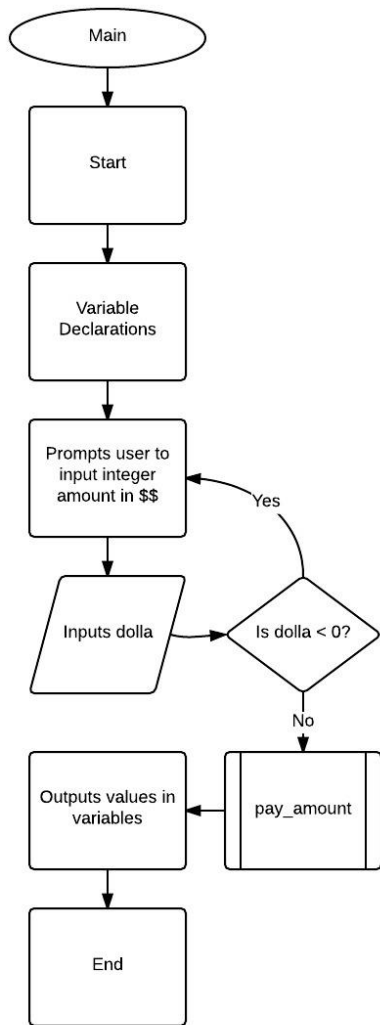 Main
Start
Variable
Declarations
Prompts user to
input integer
amount in $$
Yes
Inputs dolla
Is dolla < 0?
No
Outputs values in
variables
pay_amount
End